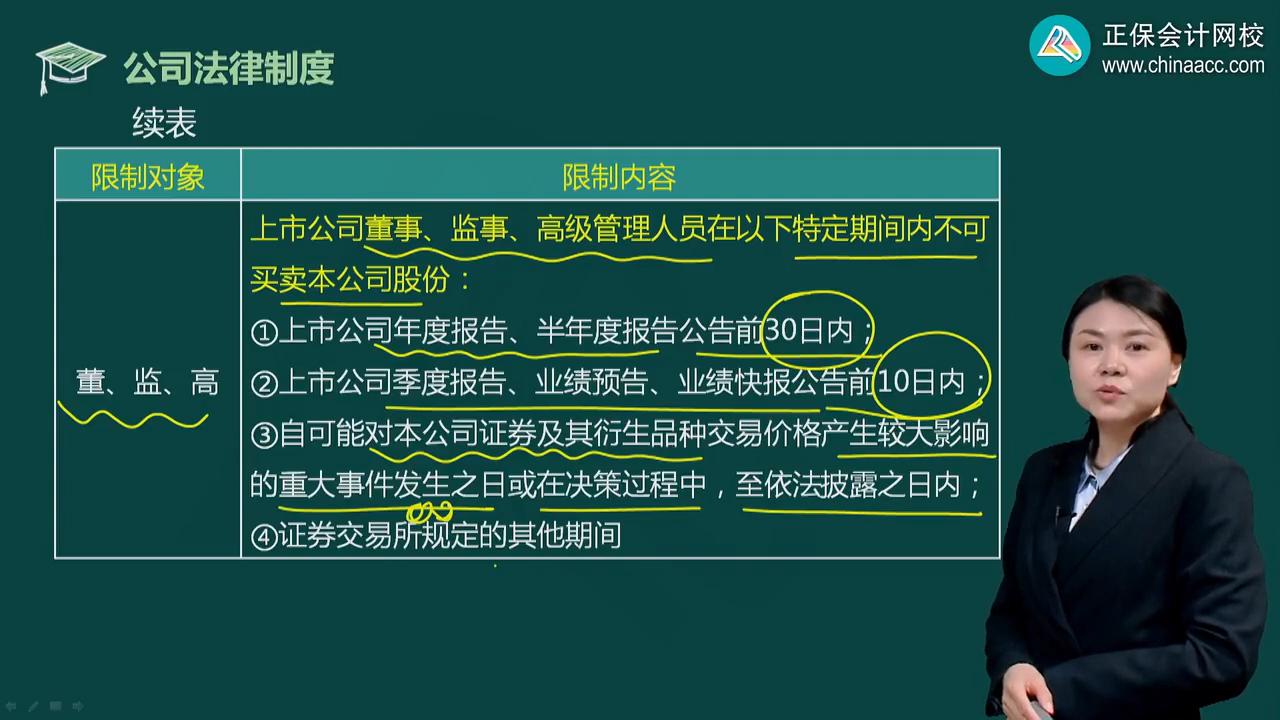 正保会计网校
www.chinaacc.com
公司法律制度
续表
限制对象
限制内容
董、监、高
上市公司董事、监事、高级管理人员在以下特定期间内不可
买卖本公司股份：
①上市公司年度报告、半年度报告公告前30日内；
②上市公司季度报告、业绩预告、业绩快报公告前10日内；
③自可能对本公司证券及其衍生品种交易价格产生较大影响
的重大事件发生之日或在决策过程中，至依法披露之日内；
④证券交易所规定的其他期间